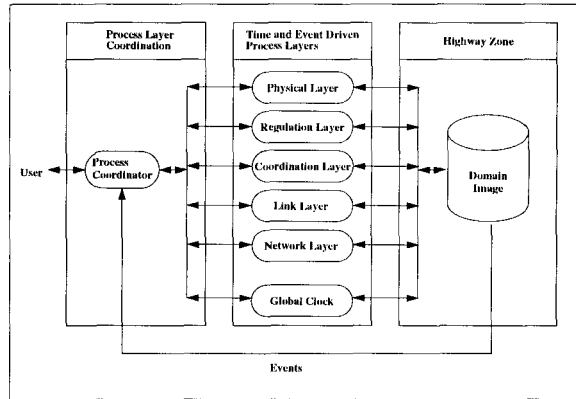 Process Layer
Coordination
Time and Event Driven
Process Layers
Highway Zone
Physical Layer
Regulation Layer
Coordination Layer
Link Layer
Network Layer
Global Clock
User
Process
Coordinator
Domain
Image
Events